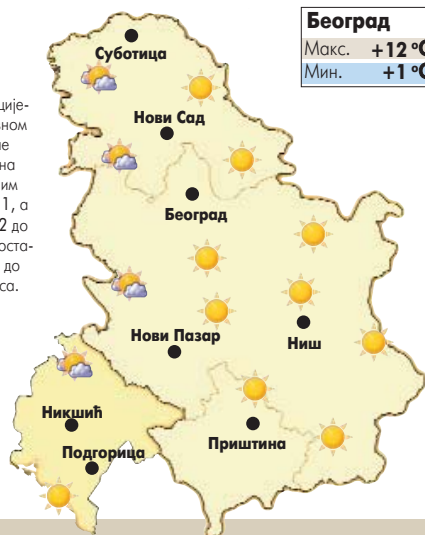 Београд
Макс. +12 °C
Мин. +1 °C
Суботица
Нови Сад
Београд
Нови Пазар
Ниш
Никшић
Подгорица
Приштина
ције-
ном
на
им
1, а
2 до
оста-
до
са.